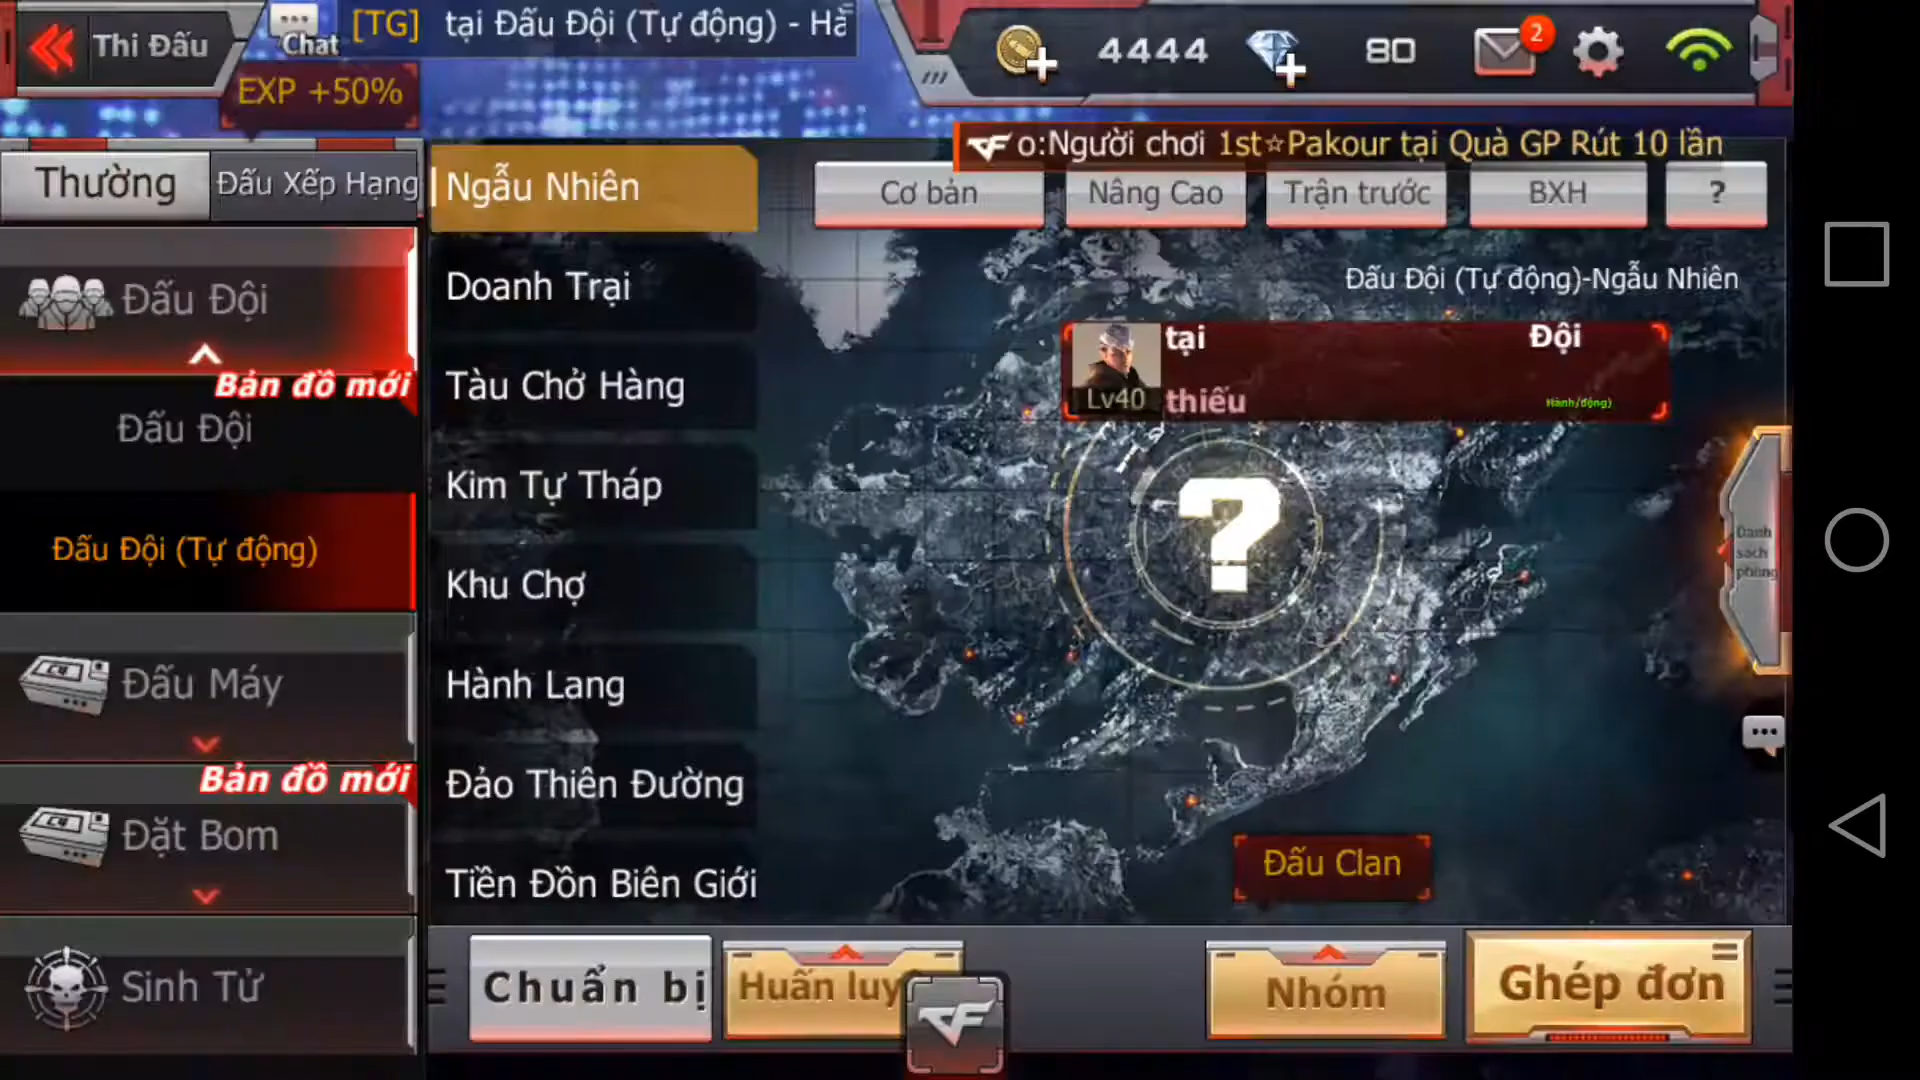 Thi Đấu
Chat
[TG] tại Đấu Đội (Tự động) - Hà
EXP +50%
4444
80
2
o:Người chơi 1st☆Pakour tại Quà GP Rút 10 lần
Thường
Đấu Xếp Hạng
Ngẫu Nhiên
Cơ bản
Nâng Cao
Trận trước
BXH
?
Đấu Đội
Bản đồ mới
Đấu Đội
Đấu Đội (Tự động)
Đấu Máy
Bản đồ mới
Đặt Bom
Sinh Tử
Doanh Trại
Tàu Chở Hàng
Kim Tự Tháp
Khu Chợ
Hành Lang
Đảo Thiên Đường
Tiền Đồn Biên Giới
Đấu Đội (Tự động)-Ngẫu Nhiên
tại
Đội
Lv40
thiếu
Hành/động)
?
Danh
sách
phòng
Đấu Clan
Chuẩn bị
Huấn luy
CF
Nhóm
Ghép đơn